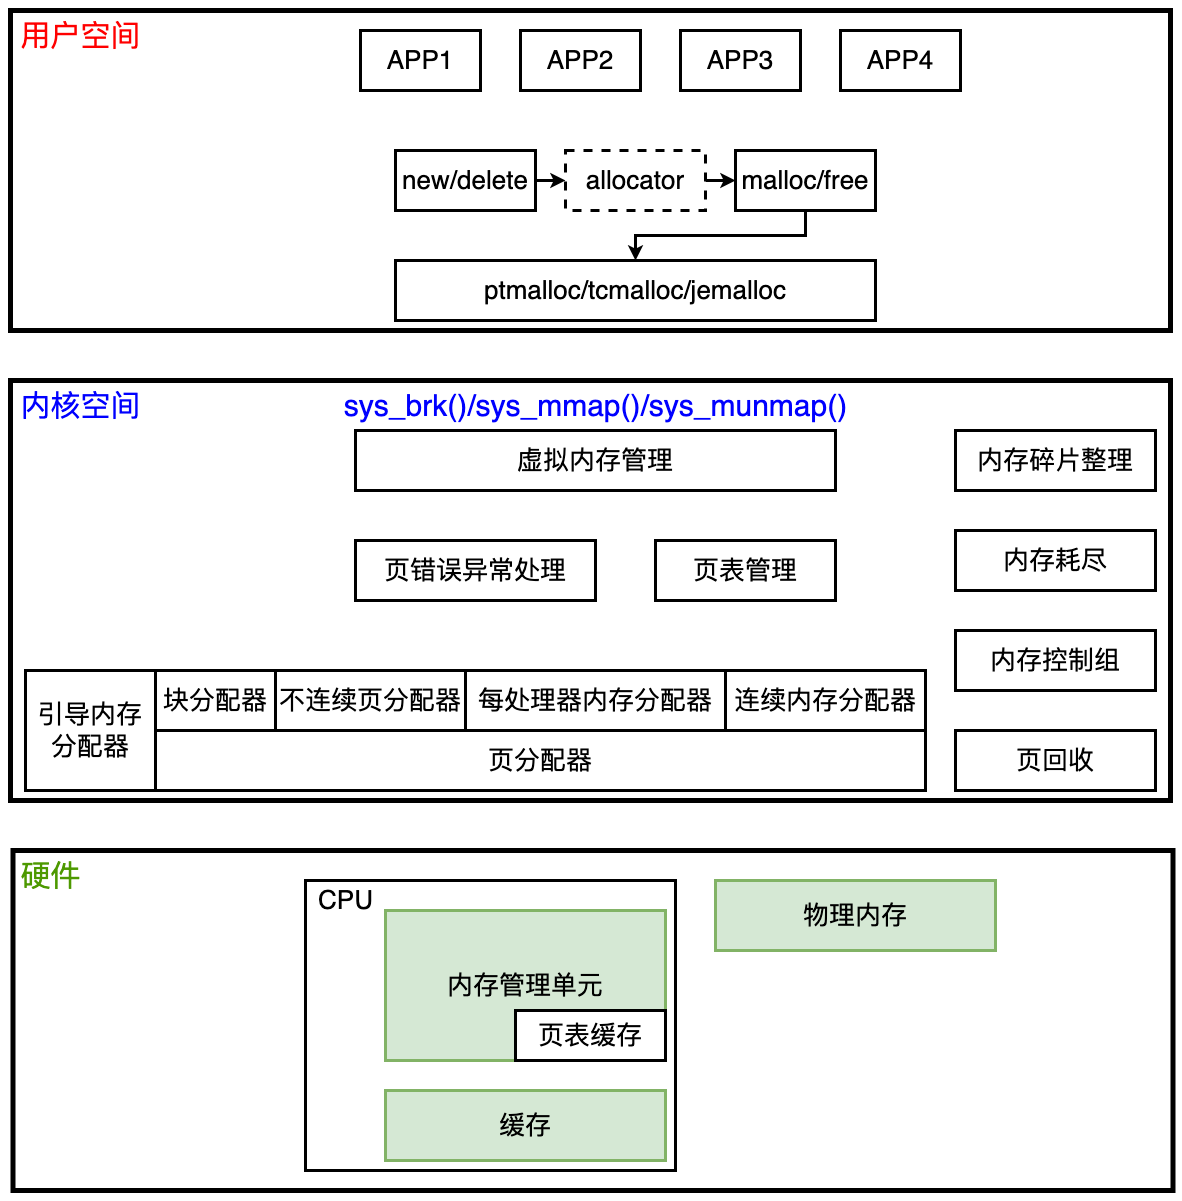 用户空间
APP1
APP2
APP3
APP4
new/delete
allocator
malloc/free
ptmalloc/tcmalloc/jemalloc
内核空间
sys_brk()/sys_mmap()/sys_munmap()
虚拟内存管理
内存碎片整理
页错误异常处理
页表管理
内存耗尽
内存控制组
引导内存
分配器
块分配器
不连续页分配器
每处理器内存分配器
连续内存分配器
页分配器
页回收
硬件
CPU
内存管理单元
页表缓存
缓存
物理内存